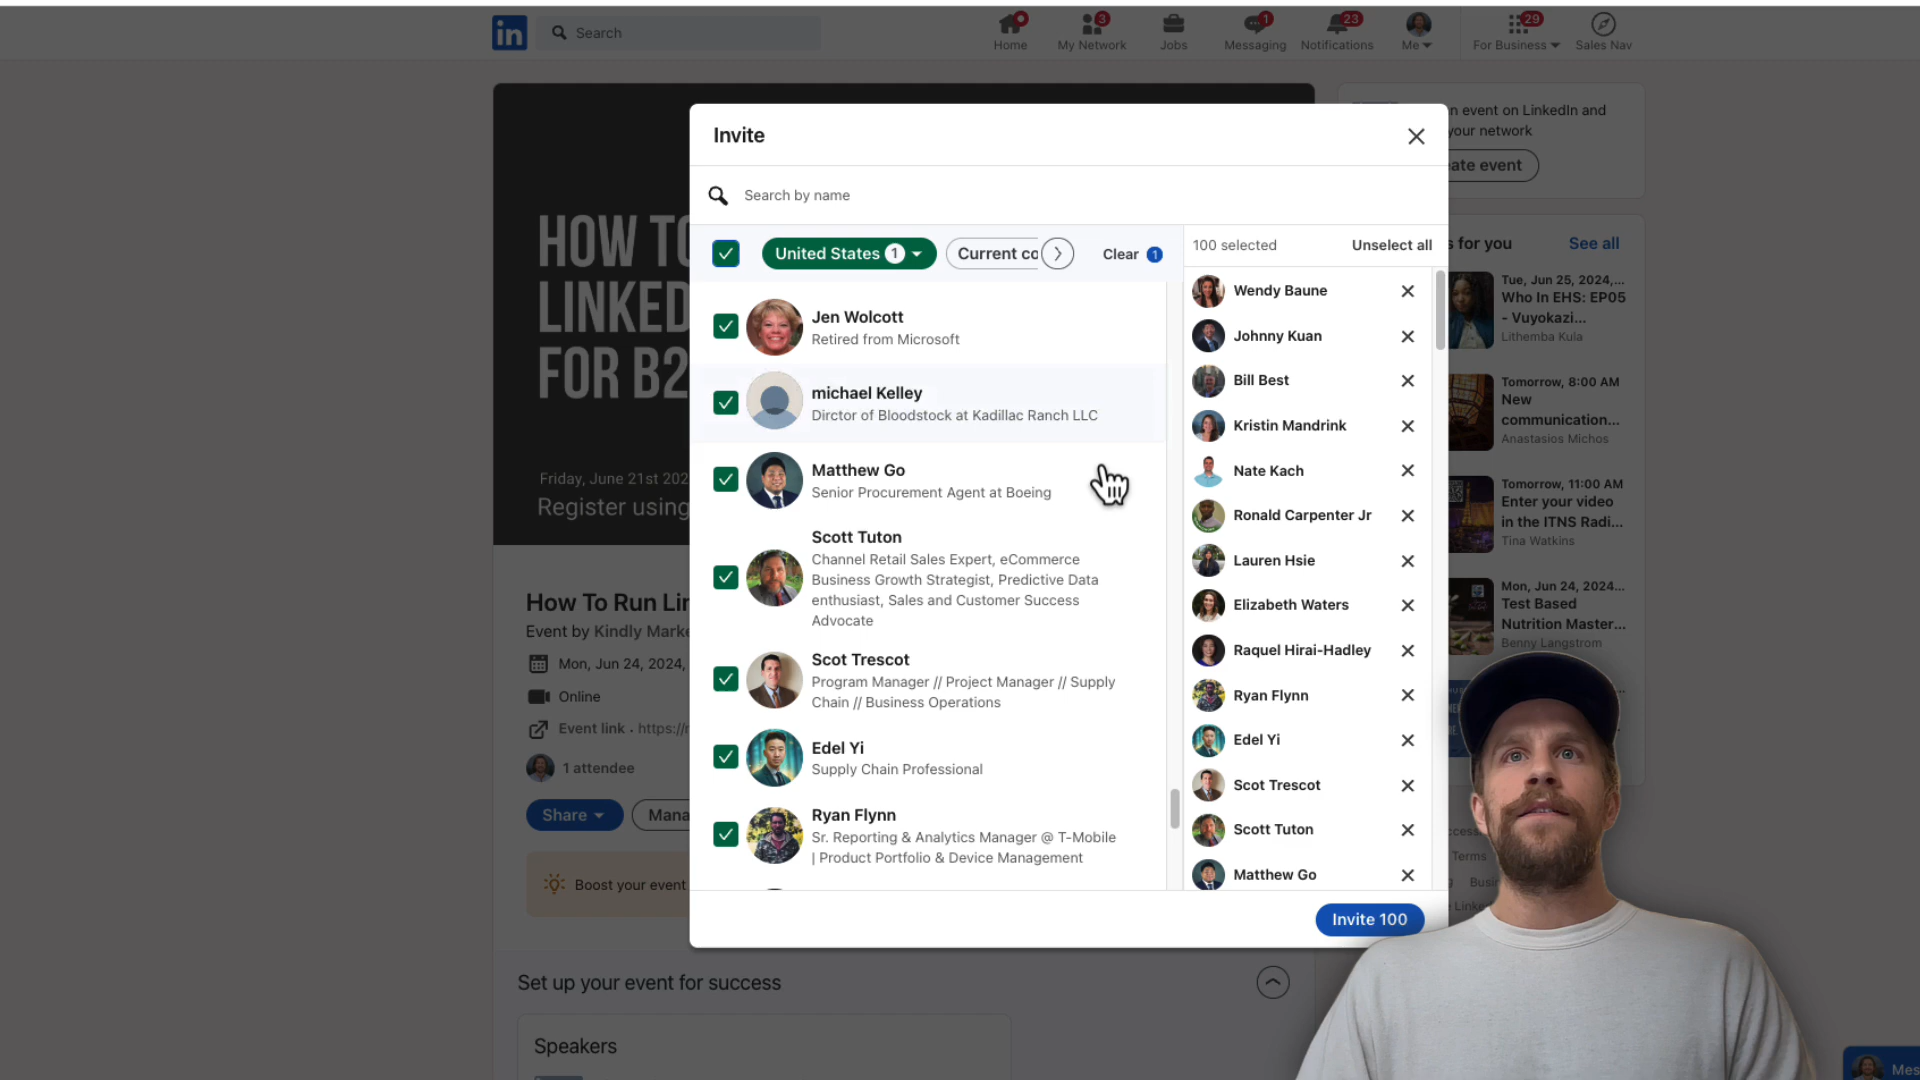 in
Search
Home
3
My Network
Jobs
1
Messaging
23
Notifications
Me
29
For Business
Sales Nav
HOW TO
LINKED
FOR B2
Friday, June 21st 202
Register using
n event on LinkedIn and
your network
ate event
Invite
Search by name
United States 1
Current co
Clear 1
100 selected
Unselect all
Jen Wolcott
Retired from Microsoft
michael Kelley
Dirctor of Bloodstock at Kadillac Ranch LLC
Matthew Go
Senior Procurement Agent at Boeing
Scott Tuton
Channel Retail Sales Expert, eCommerce
Business Growth Strategist, Predictive Data
enthusiast, Sales and Customer Success
Advocate
Scot Trescot
Program Manager // Project Manager // Supply
Chain // Business Operations
Edel Yi
Supply Chain Professional
Ryan Flynn
Sr. Reporting & Analytics Manager @ T-Mobile
| Product Portfolio & Device Management
Wendy Baune
Johnny Kuan
Bill Best
Kristin Mandrink
Nate Kach
Ronald Carpenter Jr
Lauren Hsie
Elizabeth Waters
Raquel Hirai-Hadley
Ryan Flynn
Edel Yi
Scot Trescot
Scott Tuton
Matthew Go
Invite 100
s for you
See all
Tue, Jun 25, 2024,...
Who In EHS: EP05
- Vuyokazi...
Lithemba Kula
Tomorrow, 8:00 AM
New
communication...
Anastasios Michos
Tomorrow, 11:00 AM
Enter your video
in the ITNS Radi...
Tina Watkins
Mon, Jun 24, 2024...
Test Based
Nutrition Master...
Benny Langstrom
How To Run Lin
Event by Kindly Marke
Mon, Jun 24, 2024,
Online
Event link · https://
1 attendee
Share
Mana
Boost your event
Set up your event for success
Speakers
Terms
Mes